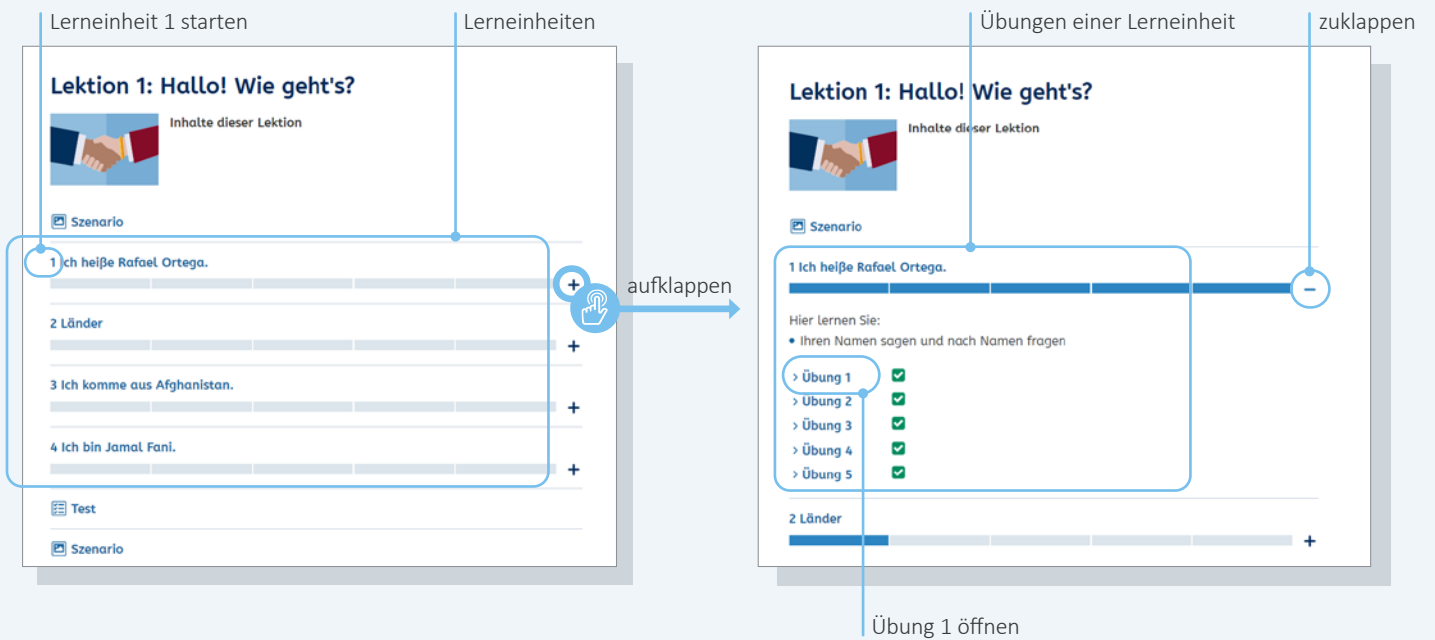 Lerneinheit 1 starten
Lerneinheiten
Lektion 1: Hallo! Wie geht's?
Inhalte dieser Lektion
Szenario
1 Ich heiße Rafael Ortega.
+
2 Länder
+
3 Ich komme aus Afghanistan.
+
4 Ich bin Jamal Fani.
+
Test
Szenario
aufklappen
Übungen einer Lerneinheit
zuklappen
Lektion 1: Hallo! Wie geht's?
Inhalte dieser Lektion
Szenario
1 Ich heiße Rafael Ortega.
–
Hier lernen Sie:
• Ihren Namen sagen und nach Namen fragen
> Übung 1
> Übung 2
> Übung 3
> Übung 4
> Übung 5
2 Länder
+
Übung 1 öffnen